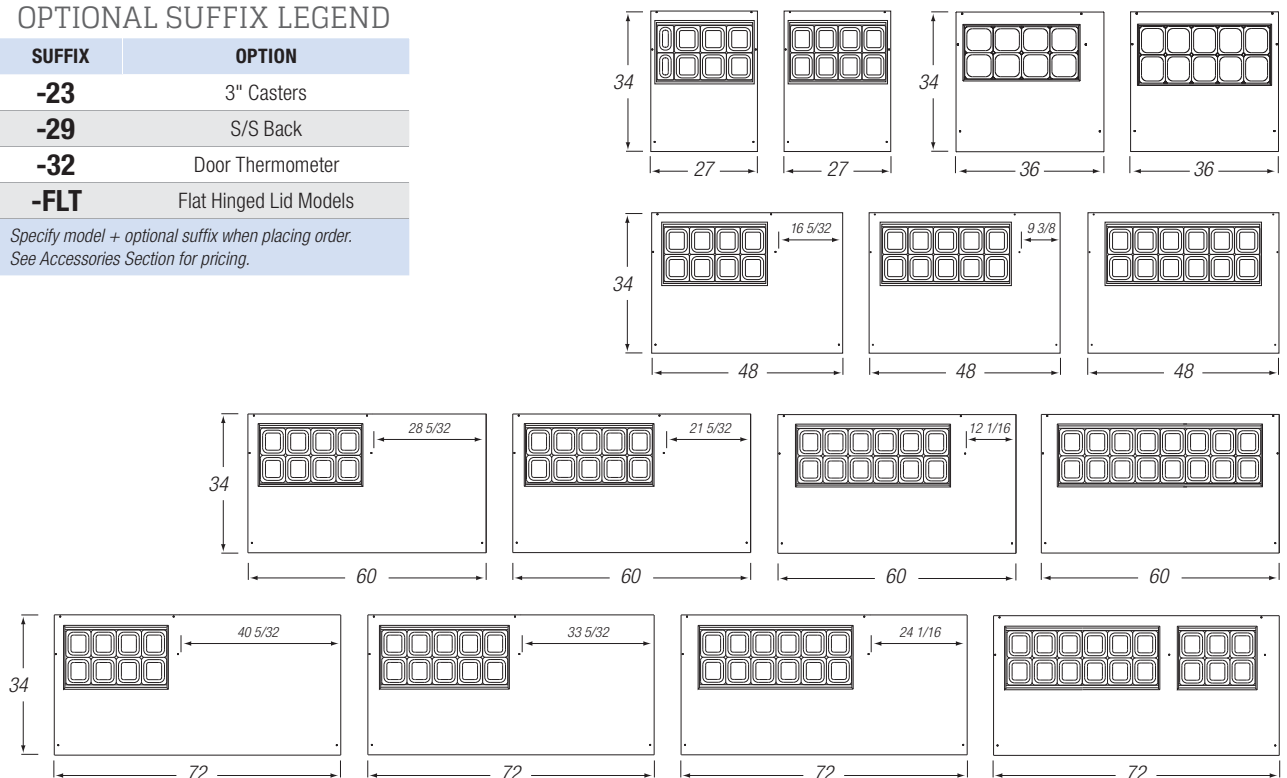 OPTIONAL SUFFIX LEGEND
SUFFIX OPTION
-23 3" Casters
-29 S/S Back
-32 Door Thermometer
-FLT Flat Hinged Lid Models
Specify model + optional suffix when placing order.
See Accessories Section for pricing.
34 34
27 27 36 36
16 5/32 9 3/8
34
48 48 48
28 5/32 21 5/32 12 1/16
34
60 60 60 60
40 5/32 33 5/32 24 1/16
34
72 72 72 72